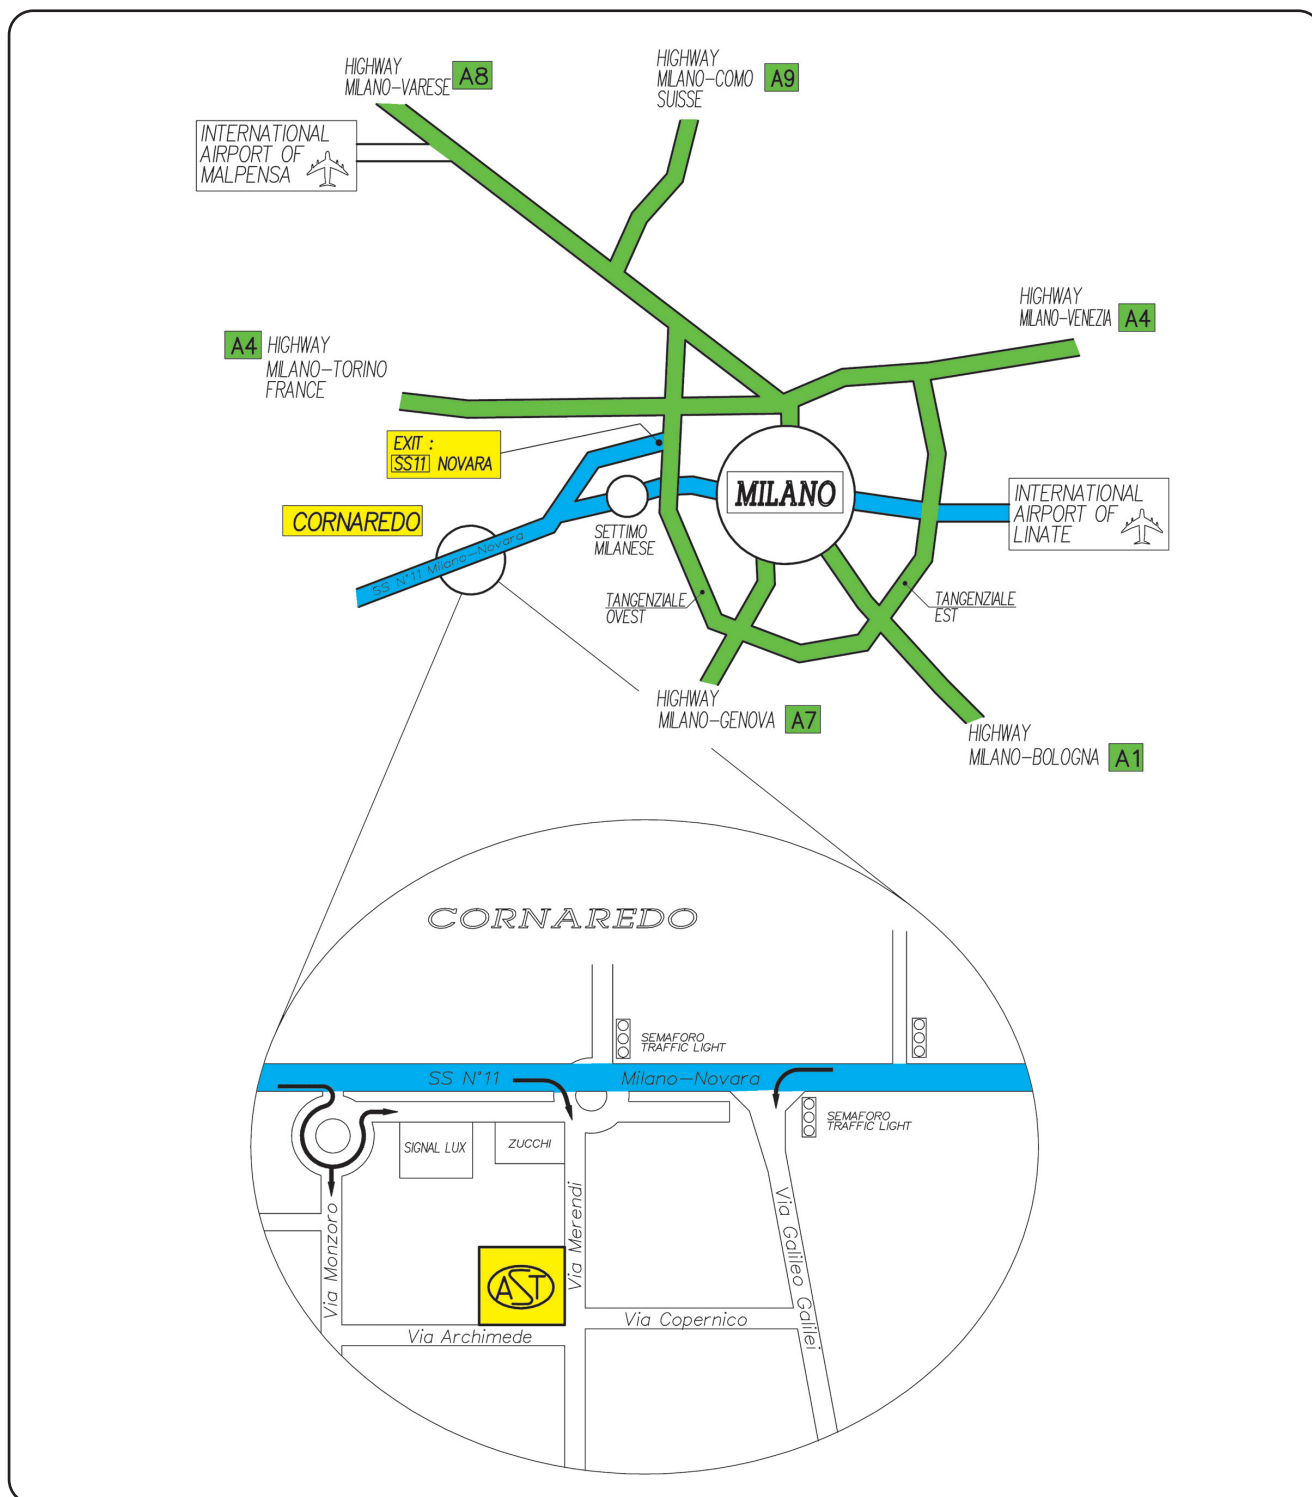 HIGHWAY
MILANO-VARESE
A8
HIGHWAY
MILANO-COMO
SUISSE
A9
INTERNATIONAL
AIRPORT OF
MALPENSA
HIGHWAY
MILANO-VENEZIA
A4
A4
HIGHWAY
MILANO-TORINO
FRANCE
EXIT :
SS11 NOVARA
MILANO
INTERNATIONAL
AIRPORT OF
LINATE
CORNAREDO
SETTIMO
MILANESE
SS N°11 Milano-Novara
TANGENZIALE
OVEST
TANGENZIALE
EST
HIGHWAY
MILANO-GENOVA
A7
HIGHWAY
MILANO-BOLOGNA
A1
CORNAREDO
SEMAFORO
TRAFFIC LIGHT
SS N°11
Milano-Novara
SEMAFORO
TRAFFIC LIGHT
SIGNAL LUX
ZUCCHI
Via Monzoro
Via Merendi
Via Galileo Galilei
AST
Via Copernico
Via Archimede